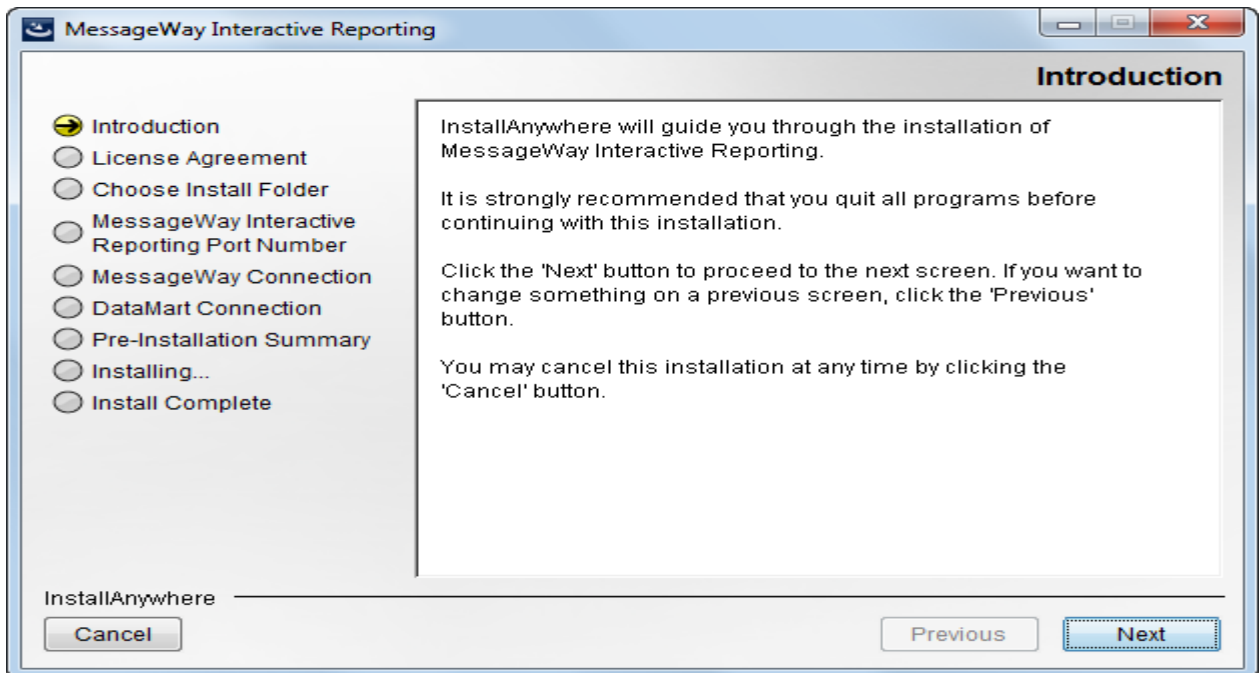 MessageWay Interactive Reporting
Introduction
Introduction
License Agreement
Choose Install Folder
MessageWay Interactive
Reporting Port Number
MessageWay Connection
DataMart Connection
Pre-Installation Summary
Installing...
Install Complete
InstallAnywhere will guide you through the installation of
MessageWay Interactive Reporting.
It is strongly recommended that you quit all programs before
continuing with this installation.
Click the 'Next' button to proceed to the next screen. If you want to
change something on a previous screen, click the 'Previous'
button.
You may cancel this installation at any time by clicking the
'Cancel' button.
InstallAnywhere
Cancel
Previous
Next